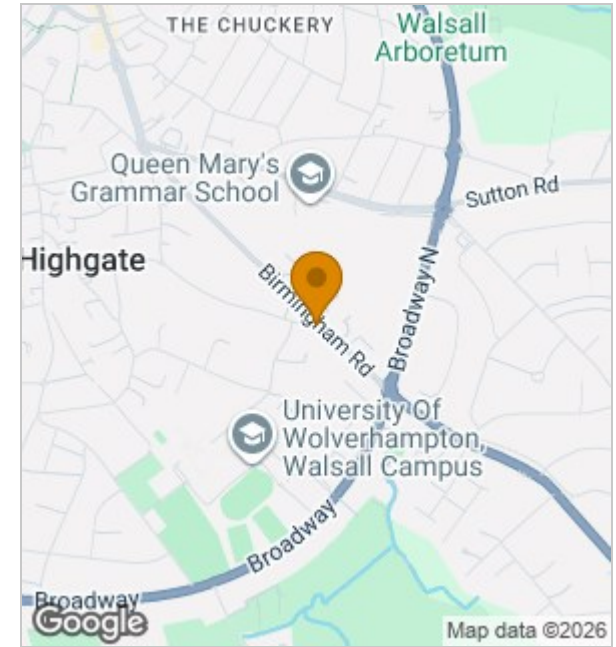 THE CHUCKERY
Walsall
Arboretum
Queen Mary's
Grammar School
Sutton Rd
Highgate
Birmingham Rd
Broadway N
University Of
Wolverhampton,
Walsall Campus
Broadway
Broadway
Google
Map data ©2026